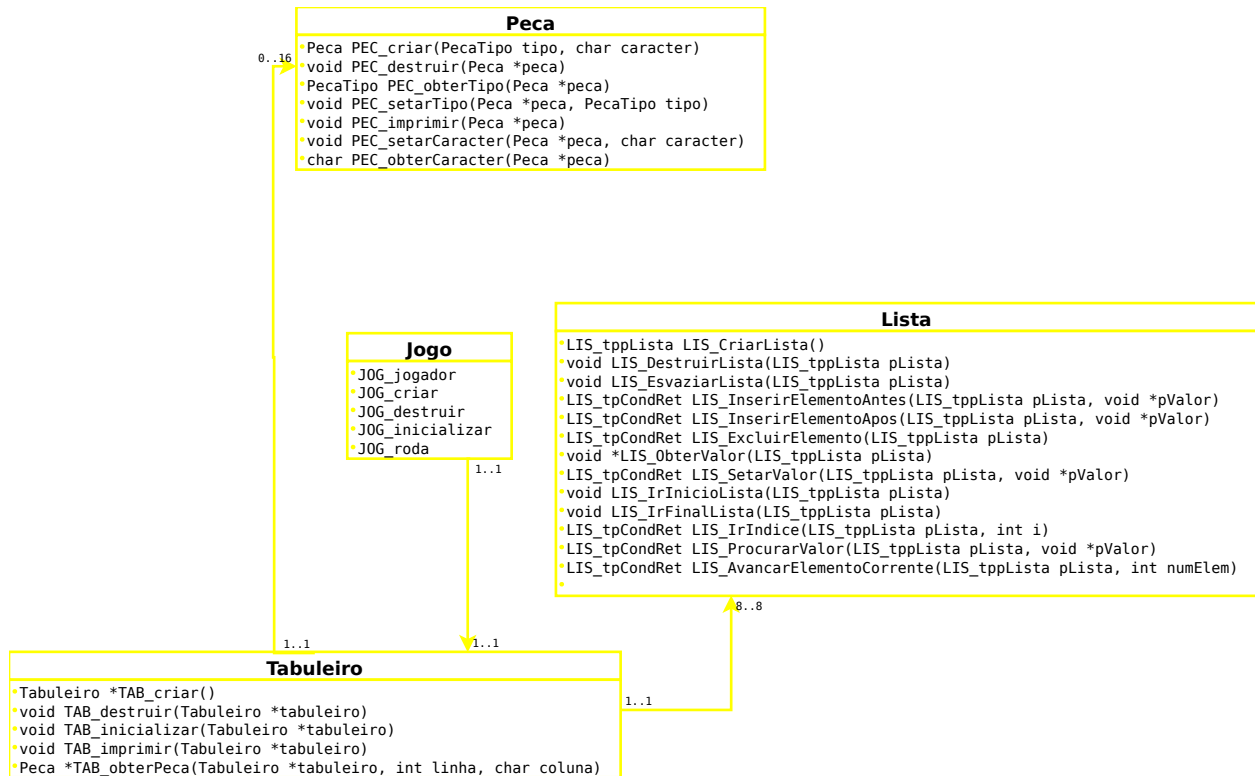 Peca
Peca PEC_criar(PecaTipo tipo, char caracter)
void PEC_destruir(Peca *peca)
PecaTipo PEC_obterTipo(Peca *peca)
void PEC_setarTipo(Peca *peca, PecaTipo tipo)
void PEC_imprimir(Peca *peca)
void PEC_setarCaracter(Peca *peca, char caracter)
char PEC_obterCaracter(Peca *peca)
0..16
Jogo
JOG_jogador
JOG_criar
JOG_destruir
JOG_inicializar
JOG_roda
1..1
Lista
LIS_tppLista LIS_CriarLista()
void LIS_DestruirLista(LIS_tppLista pLista)
void LIS_EsvaziarLista(LIS_tppLista pLista)
LIS_tpCondRet LIS_InserirElementoAntes(LIS_tppLista pLista, void *pValor)
LIS_tpCondRet LIS_InserirElementoApos(LIS_tppLista pLista, void *pValor)
LIS_tpCondRet LIS_ExcluirElemento(LIS_tppLista pLista)
void *LIS_ObterValor(LIS_tppLista pLista)
LIS_tpCondRet LIS_SetarValor(LIS_tppLista pLista, void *pValor)
void LIS_IrInicioLista(LIS_tppLista pLista)
void LIS_IrFinalLista(LIS_tppLista pLista)
LIS_tpCondRet LIS_IrIndice(LIS_tppLista pLista, int i)
LIS_tpCondRet LIS_ProcurarValor(LIS_tppLista pLista, void *pValor)
LIS_tpCondRet LIS_AvancarElementoCorrente(LIS_tppLista pLista, int numElem)
8..8
1..1
1..1
Tabuleiro
Tabuleiro *TAB_criar()
void TAB_destruir(Tabuleiro *tabuleiro)
void TAB_inicializar(Tabuleiro *tabuleiro)
void TAB_imprimir(Tabuleiro *tabuleiro)
Peca *TAB_obterPeca(Tabuleiro *tabuleiro, int linha, char coluna)
1..1